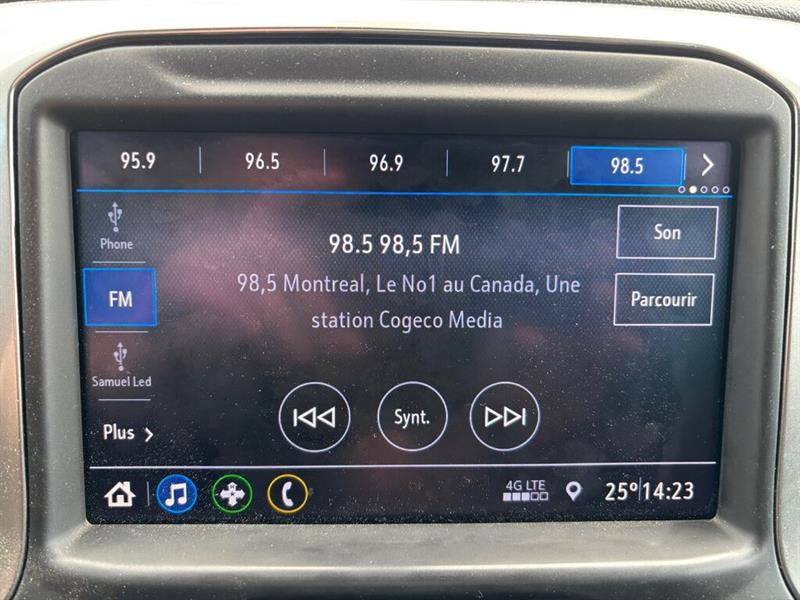 95.9 96.5 96.9 97.7 98.5
Phone
98.5 98,5 FM
Son
FM
98,5 Montreal, Le No1 au Canada, Une
station Cogeco Media
Parcourir
Samuel Led
Plus
Synt.
4G LTE
25° 14:23